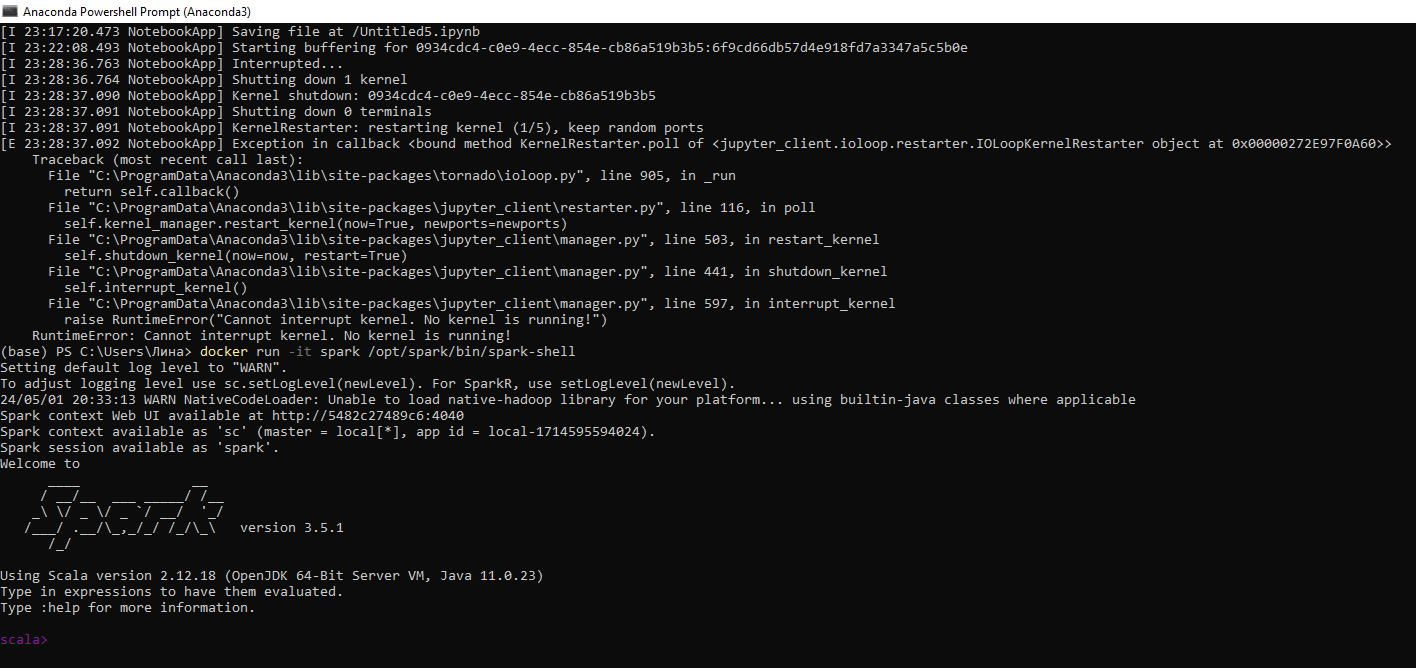 Anaconda Powershell Prompt (Anaconda3)
[I 23:17:20.473 NotebookApp] Saving file at /Untitled5.ipynb
[I 23:22:08.493 NotebookApp] Starting buffering for 0934cdc4-c0e9-4ecc-854e-cb86a519b3b5:6f9cd66db57d4e918fd7a3347a5c5b0e
[I 23:28:36.763 NotebookApp] Interrupted...
[I 23:28:36.764 NotebookApp] Shutting down 1 kernel
[I 23:28:37.090 NotebookApp] Kernel shutdown: 0934cdc4-c0e9-4ecc-854e-cb86a519b3b5
[I 23:28:37.091 NotebookApp] Shutting down 0 terminals
[I 23:28:37.091 NotebookApp] KernelRestarter: restarting kernel (1/5), keep random ports
[E 23:28:37.092 NotebookApp] Exception in callback <bound method KernelRestarter.poll of <jupyter_client.ioloop.restarter.IOLoopKernelRestarter object at 0x00000272E97F0A60>>
    Traceback (most recent call last):
      File "C:\ProgramData\Anaconda3\lib\site-packages\tornado\ioloop.py", line 905, in _run
        return self.callback()
      File "C:\ProgramData\Anaconda3\lib\site-packages\jupyter_client\restarter.py", line 116, in poll
        self.kernel_manager.restart_kernel(now=True, newports=newports)
      File "C:\ProgramData\Anaconda3\lib\site-packages\jupyter_client\manager.py", line 503, in restart_kernel
        self.shutdown_kernel(now=now, restart=True)
      File "C:\ProgramData\Anaconda3\lib\site-packages\jupyter_client\manager.py", line 441, in shutdown_kernel
        self.interrupt_kernel()
      File "C:\ProgramData\Anaconda3\lib\site-packages\jupyter_client\manager.py", line 597, in interrupt_kernel
        raise RuntimeError("Cannot interrupt kernel. No kernel is running!")
    RuntimeError: Cannot interrupt kernel. No kernel is running!
(base) PS C:\Users\Лина> docker run -it spark /opt/spark/bin/spark-shell
Setting default log level to "WARN".
To adjust logging level use sc.setLogLevel(newLevel). For SparkR, use setLogLevel(newLevel).
24/05/01 20:33:13 WARN NativeCodeLoader: Unable to load native-hadoop library for your platform... using builtin-java classes where applicable
Spark context Web UI available at http://5482c27489c6:4040
Spark context available as 'sc' (master = local[*], app id = local-1714595594024).
Spark session available as 'spark'.
Welcome to
      ____              __
     / __/__  ___ _____/ /__
    _\ \/ _ \/ _ `/ __/  '_/
   /___/ .__/\_,_/_/ /_/\_\   version 3.5.1
      /_/
Using Scala version 2.12.18 (OpenJDK 64-Bit Server VM, Java 11.0.23)
Type in expressions to have them evaluated.
Type :help for more information.
scala>